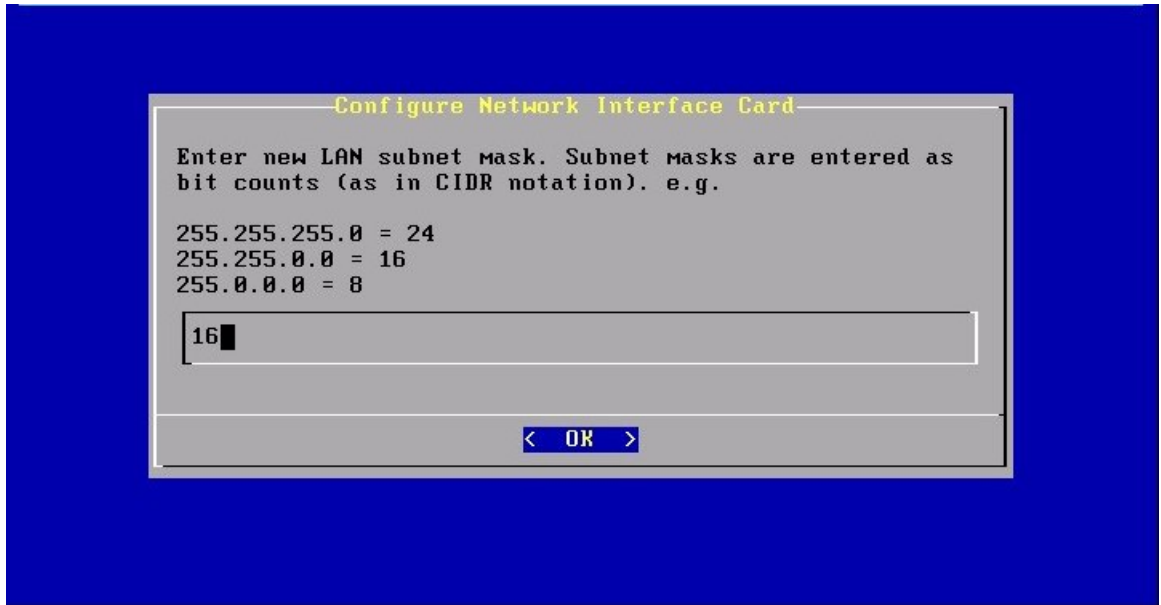 Configure Network Interface Card
Enter new LAN subnet mask. Subnet masks are entered as
bit counts (as in CIDR notation). e.g.
255.255.255.0 = 24
255.255.0.0 = 16
255.0.0.0 = 8
16
< OK >